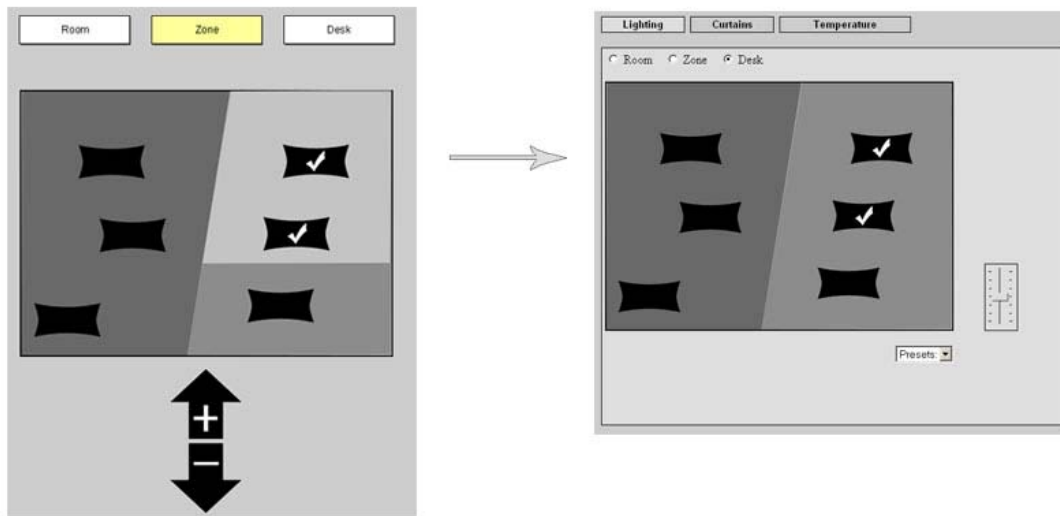 Room Zone Desk
+
−
Lighting Curtains Temperature
Room Zone Desk
Presets: